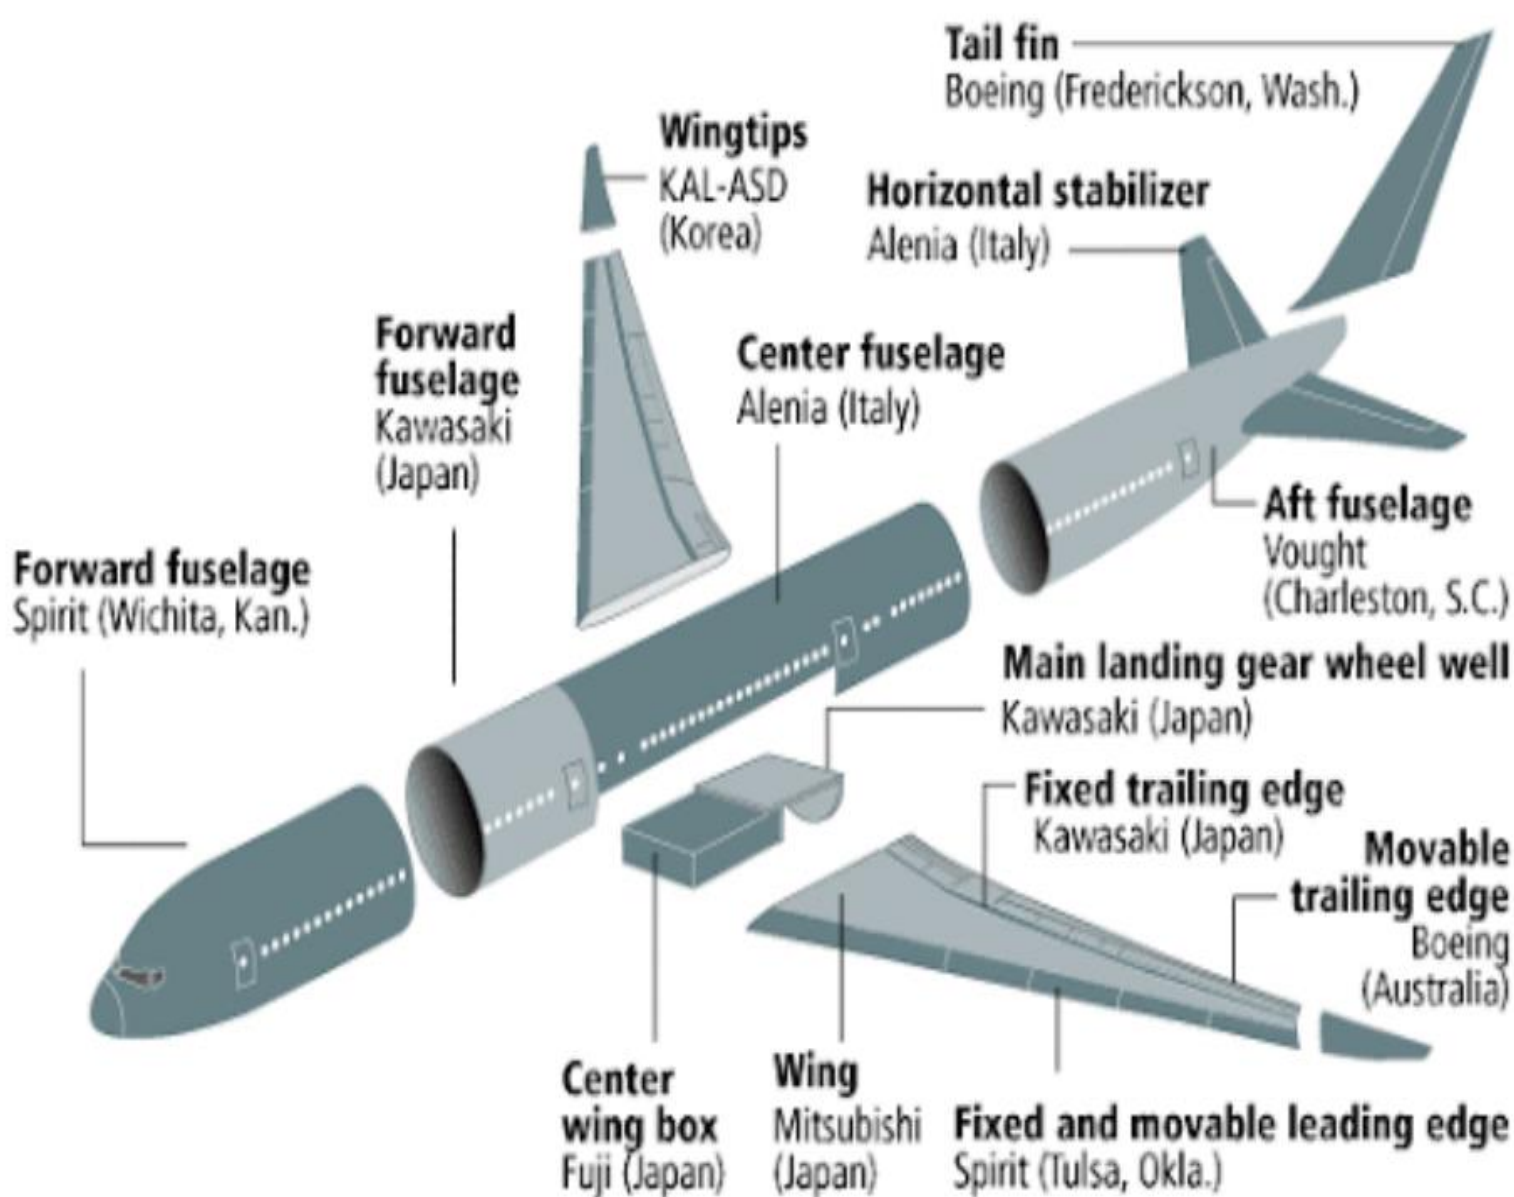 Tail fin
Boeing (Frederickson, Wash.)
Wingtips
KAL-ASD
(Korea)
Horizontal stabilizer
Alenia (Italy)
Forward
fuselage
Kawasaki
(Japan)
Center fuselage
Alenia (Italy)
Aft fuselage
Vought
(Charleston, S.C.)
Forward fuselage
Spirit (Wichita, Kan.)
Main landing gear wheel well
Kawasaki (Japan)
Fixed trailing edge
Kawasaki (Japan)
Movable
trailing edge
Boeing
(Australia)
Center
wing box
Fuji (Japan)
Wing
Mitsubishi
(Japan)
Fixed and movable leading edge
Spirit (Tulsa, Okla.)